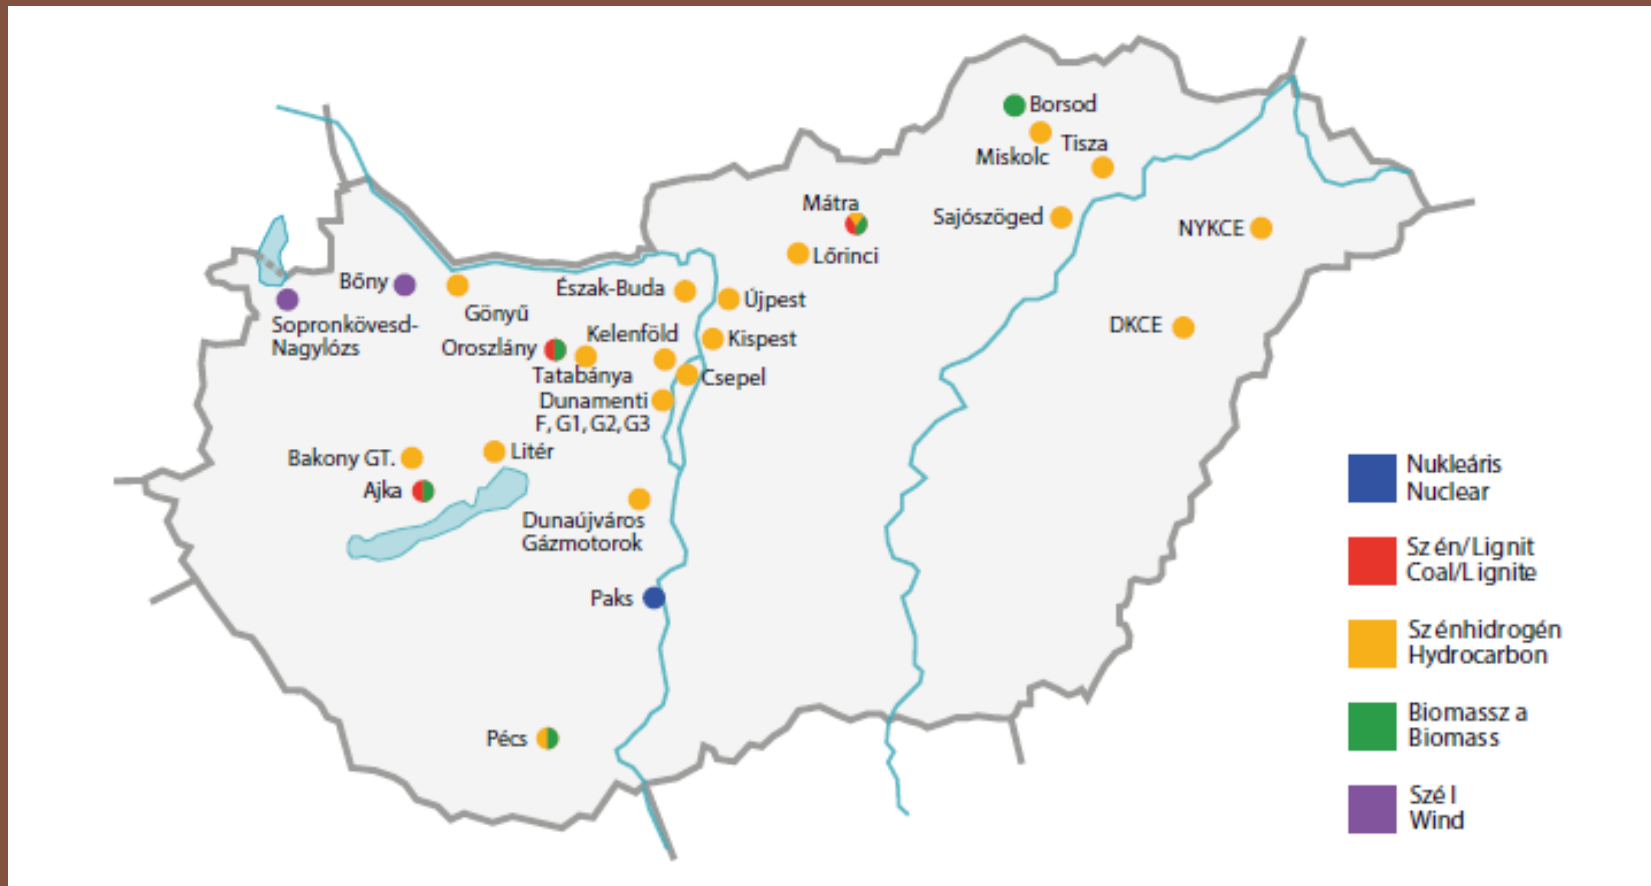 Borsod
Miskolc
Tisza
Mátra
Sajószöged
NYKCE
Lőrinci
Bőny
Gönyű
Észak-Buda
Újpest
Sopronkövesd-
Nagylózs
Oroszlány
Kelenföld
Kispest
DKCE
Tatabánya
Csepel
Dunamenti
F, G1, G2, G3
Bakony GT.
Litér
Ajka
Dunaújváros
Gázmotorok
Paks
Pécs
Nukleáris
Nuclear
Szén/Lignit
Coal/Lignite
Szénhidrogén
Hydrocarbon
Biomassza
Biomass
Szél
Wind